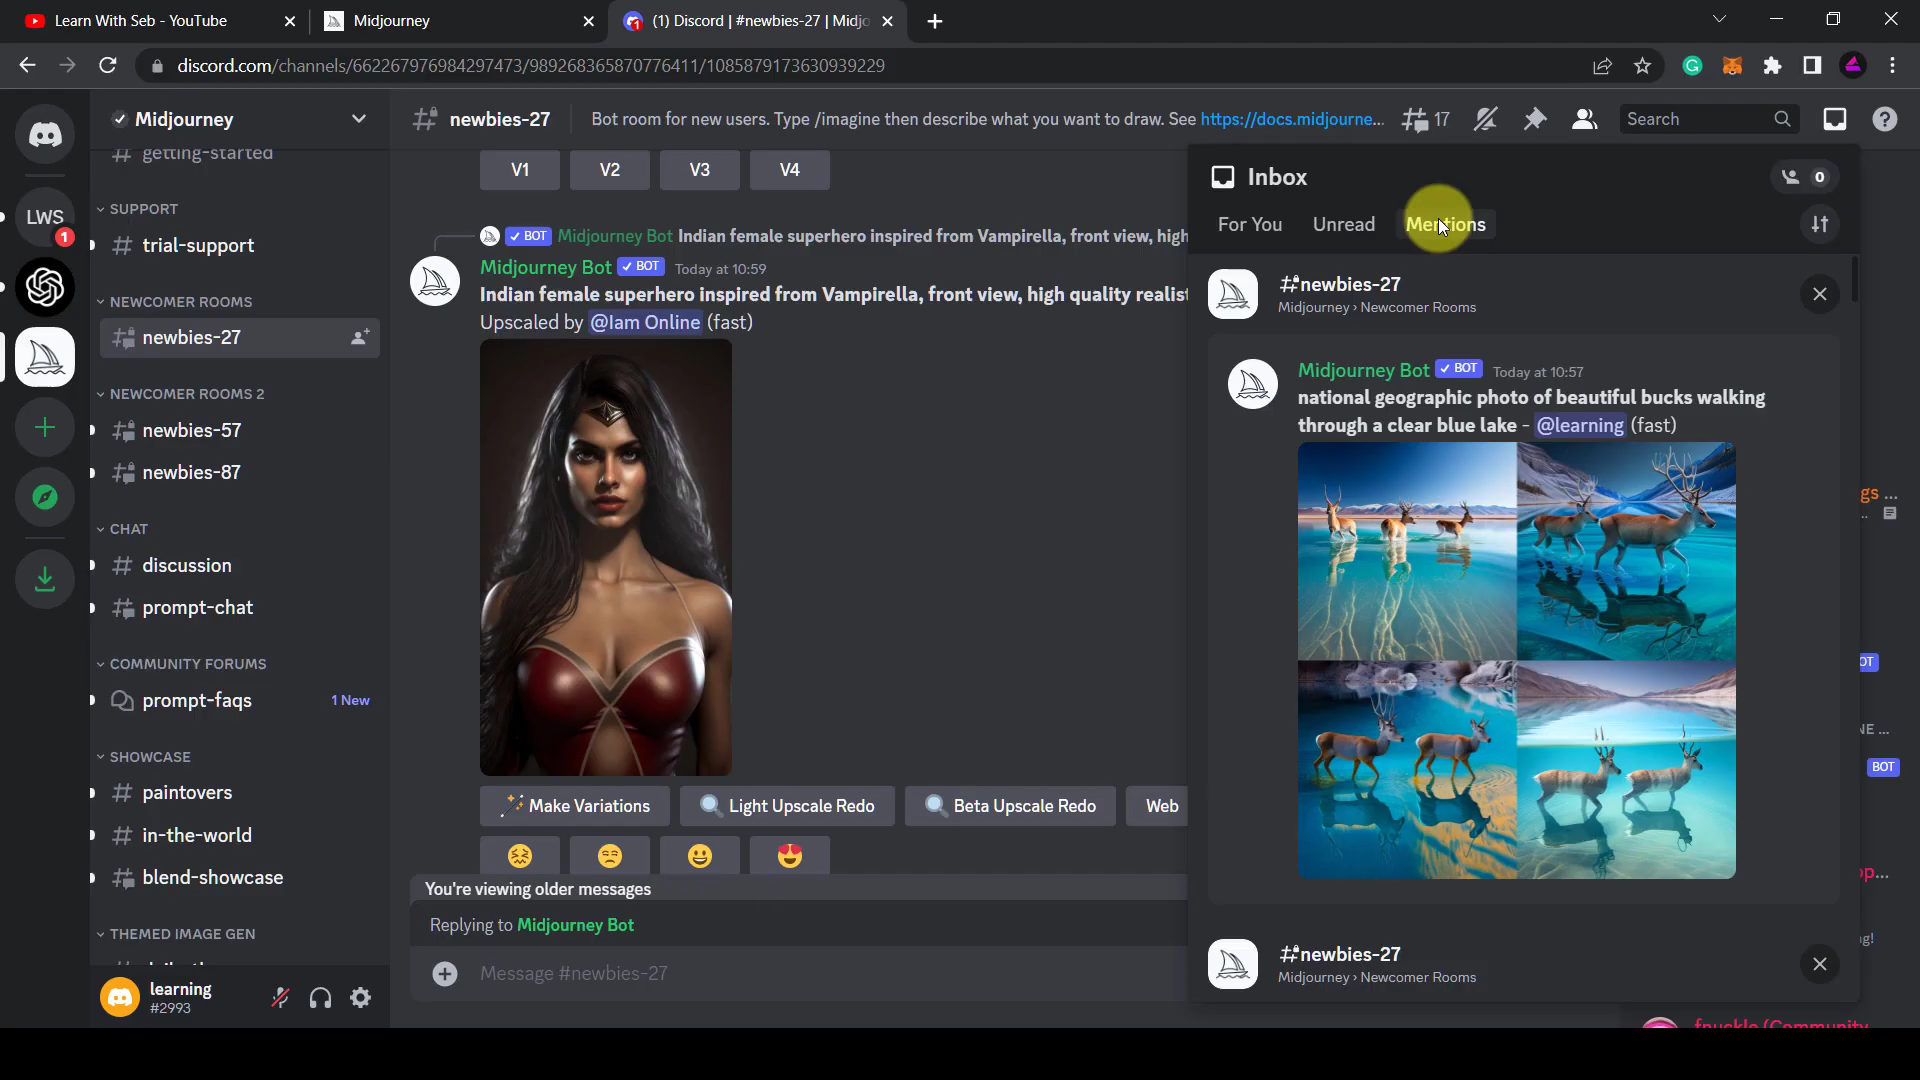 Learn With Seb - YouTube
Midjourney
(1) Discord | #newbies-27 | Midjo
discord.com/channels/662267976984297473/989268365870776411/1085879173630939229
Midjourney
getting-started
SUPPORT
trial-support
NEWCOMER ROOMS
newbies-27
NEWCOMER ROOMS 2
newbies-57
newbies-87
CHAT
discussion
prompt-chat
COMMUNITY FORUMS
prompt-faqs 1 New
SHOWCASE
paintovers
in-the-world
blend-showcase
THEMED IMAGE GEN
LWS
1
learning
#2993
newbies-27
Bot room for new users. Type /imagine then describe what you want to draw. See https://docs.midjourne...
17
Search
V1 V2 V3 V4
BOT Midjourney Bot Indian female superhero inspired from Vampirella, front view, high
Midjourney Bot BOT Today at 10:59
Indian female superhero inspired from Vampirella, front view, high quality realist
Upscaled by @Iam Online (fast)
Make Variations Light Upscale Redo Beta Upscale Redo Web
You're viewing older messages
Replying to Midjourney Bot
Message #newbies-27
Inbox
0
For You Unread Mentions
#newbies-27
Midjourney › Newcomer Rooms
Midjourney Bot BOT Today at 10:57
national geographic photo of beautiful bucks walking
through a clear blue lake - @learning (fast)
#newbies-27
Midjourney › Newcomer Rooms
gs ...
OT
NE ...
BOT
op...
ng!
fnuckle (Community